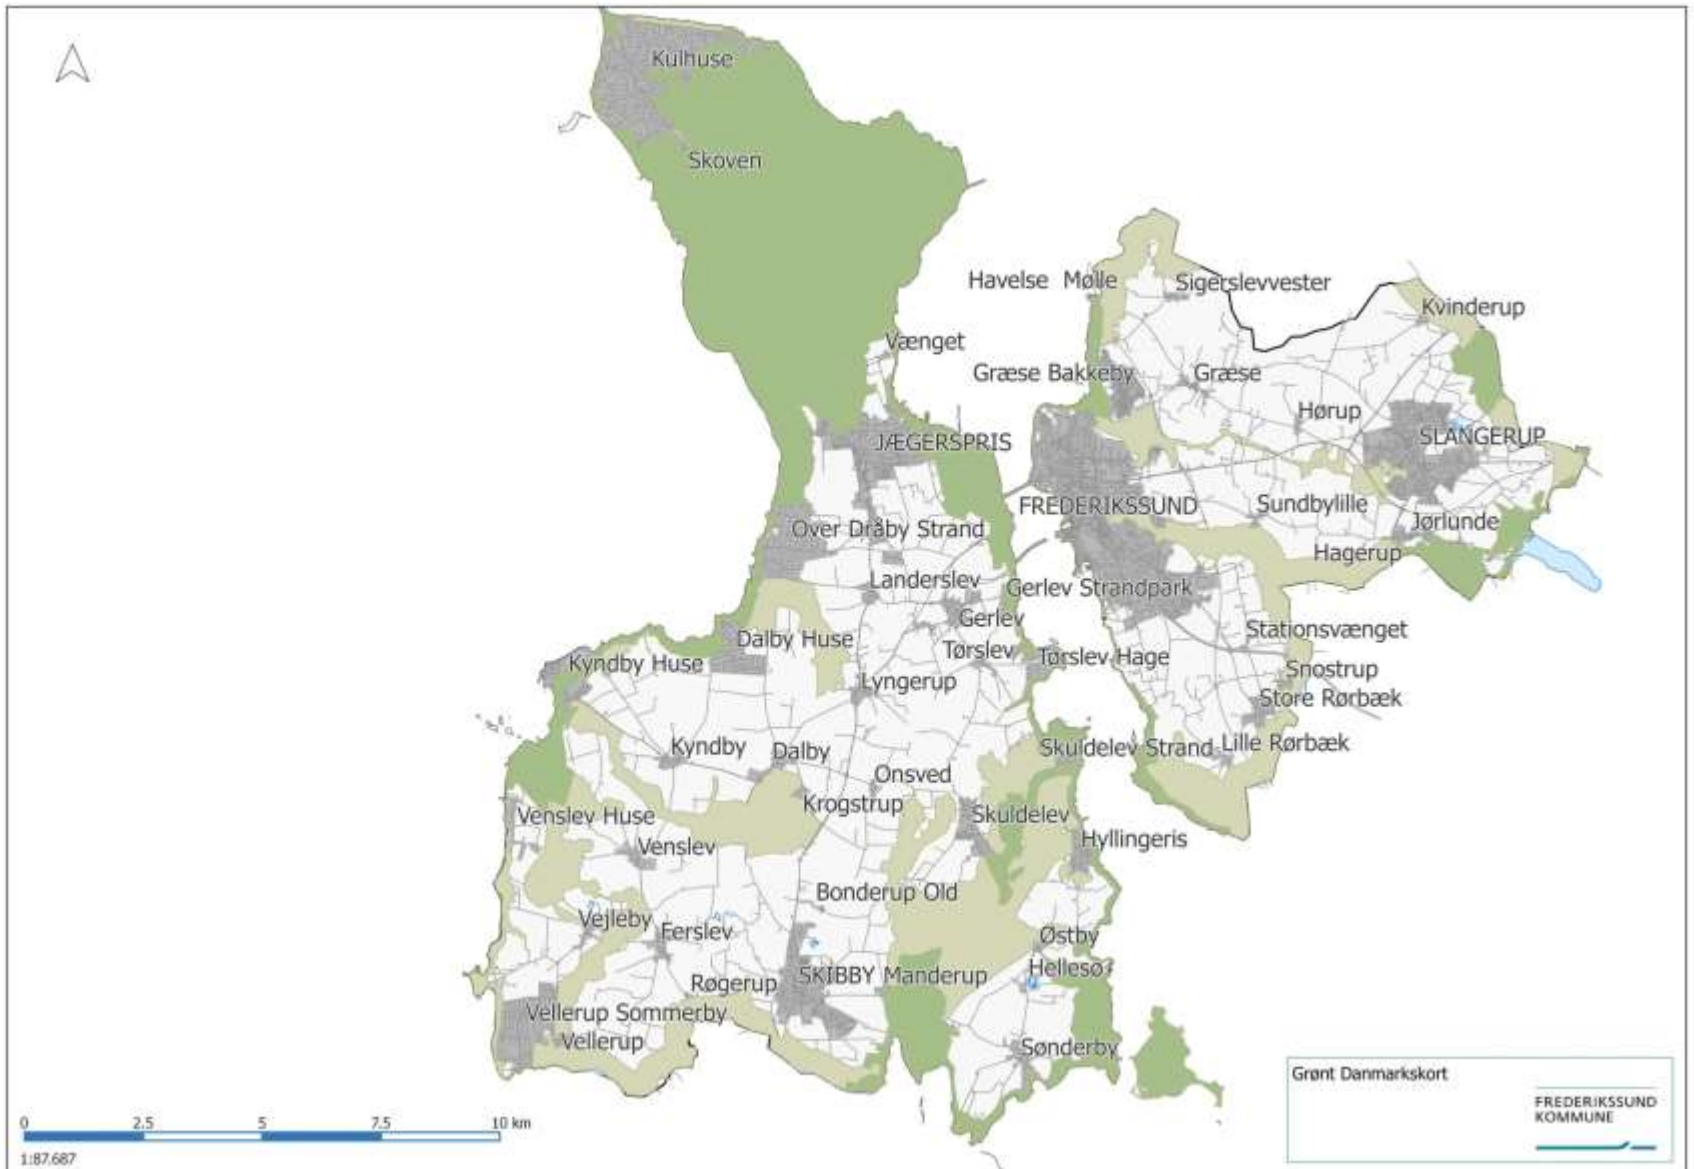 Kulhuse
Skoven
Havelse Mølle
Sigerslevvester
Kvinderup
Vænget
Græse Bakkeby
Græse
Hørup
JÆGERSPRIS
SLANGERUP
FREDERIKSSUND
Sundbylille
Jørlunde
Over Dråby Strand
Hagerup
Landerslev
Gerlev Strandpark
Gerlev
Stationsvænget
Dalby Huse
Tørslev
Tørslev Hage
Kyndby Huse
Snostrup
Lyngerup
Store Rørbæk
Kyndby
Dalby
Skuldelev Strand
Lille Rørbæk
Onsved
Krogstrup
Venslev Huse
Skuldelev
Hyllingeris
Venslev
Bonderup Old
Vejleby
Ferslev
Østby
Røgerup
SKIBBY Manderup
Hellesø
Vellerup Sommerby
Vellerup
Sønderby
Grønt Danmarkskort
FREDERIKSSUND
KOMMUNE
0 2.5 5 7.5 10 km
1:87.687